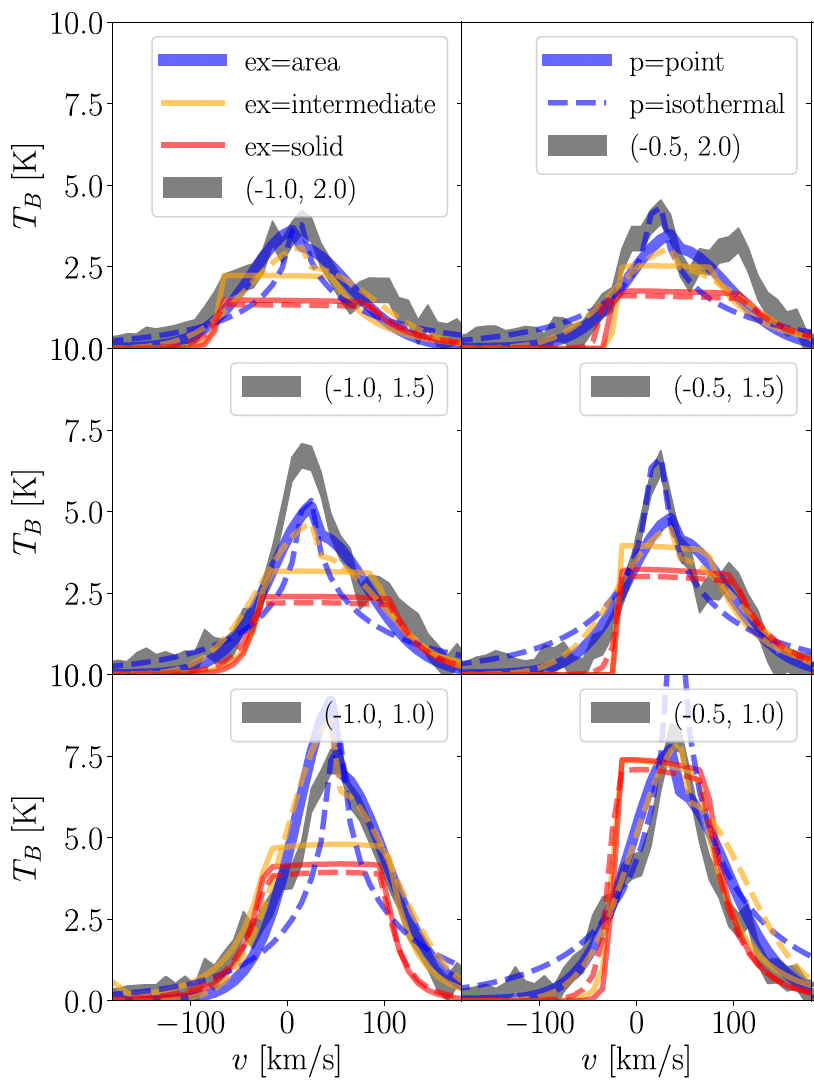 10.0
7.5
5.0
2.5
T_B [K]
ex=area
ex=intermediate
ex=solid
(-1.0, 2.0)
p=point
p=isothermal
(-0.5, 2.0)
10.0
7.5
5.0
2.5
T_B [K]
(-1.0, 1.5)
(-0.5, 1.5)
10.0
7.5
5.0
2.5
0.0
T_B [K]
(-1.0, 1.0)
(-0.5, 1.0)
−100 0 100
−100 0 100
v [km/s]
v [km/s]